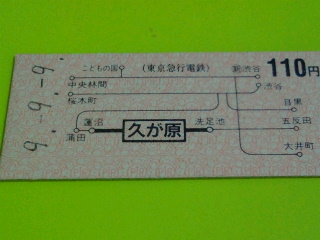 こどもの国 (東京急行電鉄) 新渋谷 110円
中央林間 渋谷
桜木町 目黒
蓮沼 久が原 洗足池 五反田
蒲田 大井町
9.-9.-9.